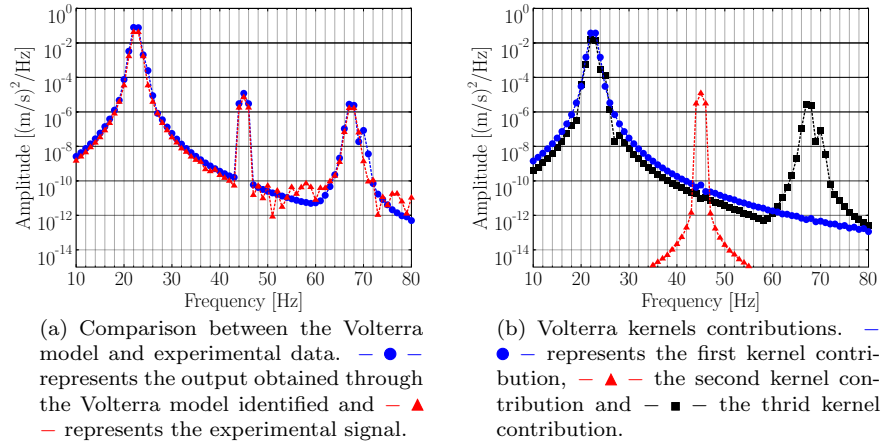 10^0
10^-2
10^-4
10^-6
10^-8
10^-10
10^-12
10^-14
Amplitude [(m/s)^2/Hz]
10 20 30 40 50 60 70 80
Frequency [Hz]
(a) Comparison between the Volterra
model and experimental data. – ● –
represents the output obtained through
the Volterra model identified and – ▲
– represents the experimental signal.
10^0
10^-2
10^-4
10^-6
10^-8
10^-10
10^-12
10^-14
Amplitude [(m/s)^2/Hz]
10 20 30 40 50 60 70 80
Frequency [Hz]
(b) Volterra kernels contributions. –
● – represents the first kernel contri-
bution, – ▲ – the second kernel con-
tribution and – ■ – the thrid kernel
contribution.